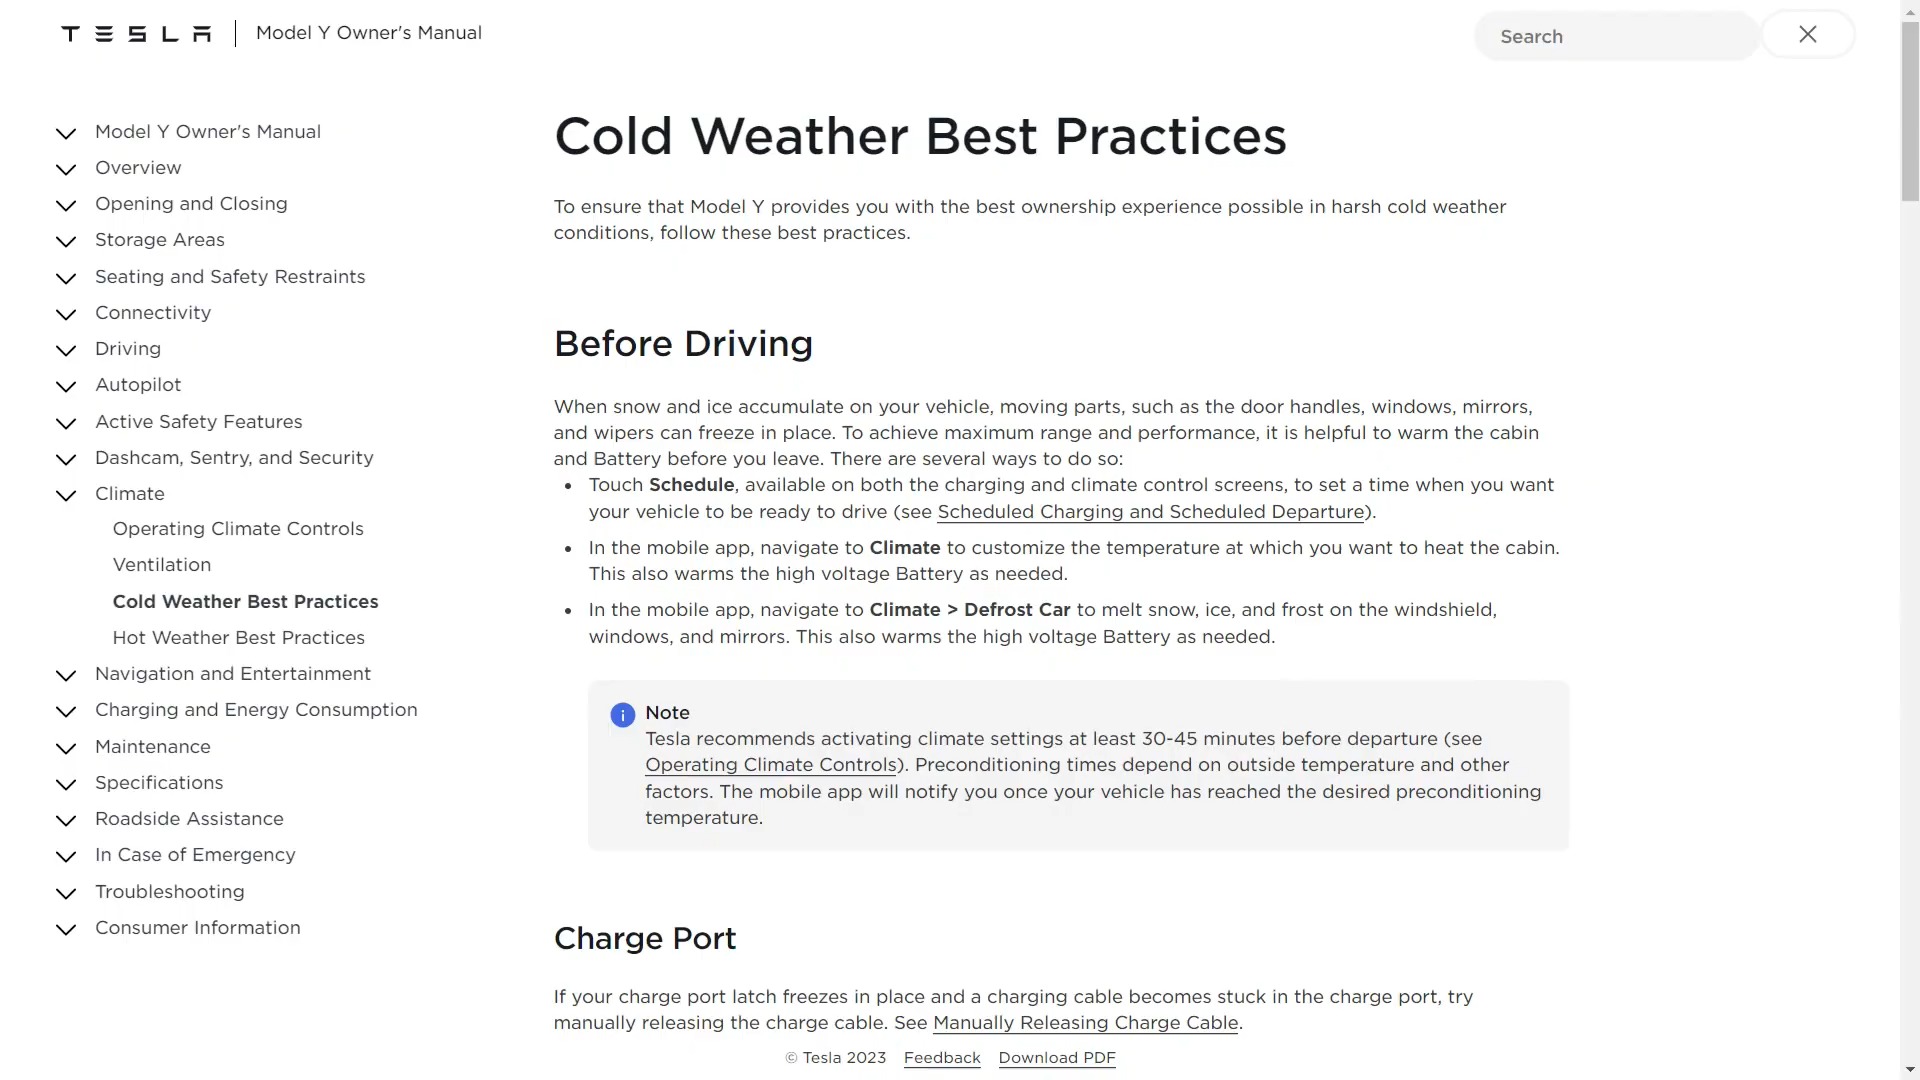 TESLA
Model Y Owner's Manual
Search
Model Y Owner's Manual
Overview
Opening and Closing
Storage Areas
Seating and Safety Restraints
Connectivity
Driving
Autopilot
Active Safety Features
Dashcam, Sentry, and Security
Climate
Operating Climate Controls
Ventilation
Cold Weather Best Practices
Hot Weather Best Practices
Navigation and Entertainment
Charging and Energy Consumption
Maintenance
Specifications
Roadside Assistance
In Case of Emergency
Troubleshooting
Consumer Information
Cold Weather Best Practices
To ensure that Model Y provides you with the best ownership experience possible in harsh cold weather
conditions, follow these best practices.
Before Driving
When snow and ice accumulate on your vehicle, moving parts, such as the door handles, windows, mirrors,
and wipers can freeze in place. To achieve maximum range and performance, it is helpful to warm the cabin
and Battery before you leave. There are several ways to do so:
• Touch Schedule, available on both the charging and climate control screens, to set a time when you want
your vehicle to be ready to drive (see Scheduled Charging and Scheduled Departure).
• In the mobile app, navigate to Climate to customize the temperature at which you want to heat the cabin.
This also warms the high voltage Battery as needed.
• In the mobile app, navigate to Climate > Defrost Car to melt snow, ice, and frost on the windshield,
windows, and mirrors. This also warms the high voltage Battery as needed.
Note
Tesla recommends activating climate settings at least 30-45 minutes before departure (see
Operating Climate Controls). Preconditioning times depend on outside temperature and other
factors. The mobile app will notify you once your vehicle has reached the desired preconditioning
temperature.
Charge Port
If your charge port latch freezes in place and a charging cable becomes stuck in the charge port, try
manually releasing the charge cable. See Manually Releasing Charge Cable.
© Tesla 2023 Feedback Download PDF